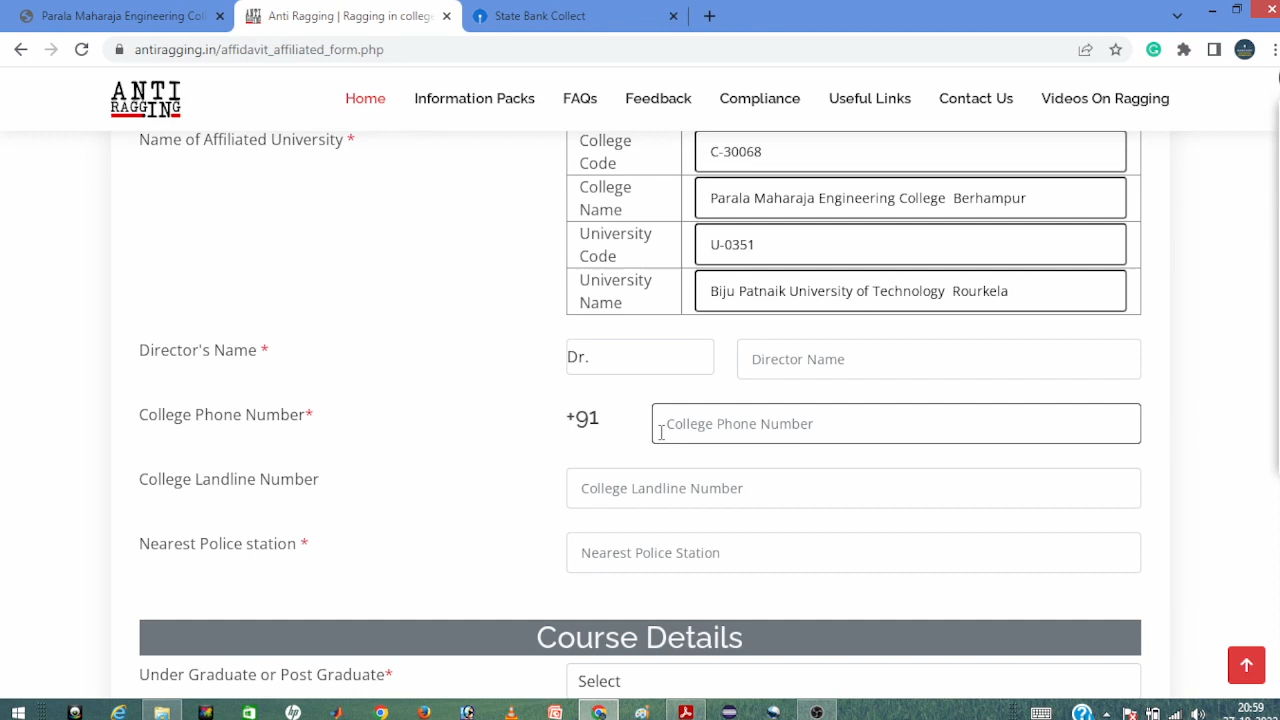 Parala Maharaja Engineering Col
Anti Ragging | Ragging in college
State Bank Collect
antiragging.in/affidavit_affiliated_form.php
ANTI
RAGGING
Home
Information Packs
FAQs
Feedback
Compliance
Useful Links
Contact Us
Videos On Ragging
Name of Affiliated University *
College
Code
C-30068
College
Name
Parala Maharaja Engineering College Berhampur
University
Code
U-0351
University
Name
Biju Patnaik University of Technology Rourkela
Director's Name *
Dr.
Director Name
College Phone Number*
+91
College Phone Number
College Landline Number
College Landline Number
Nearest Police station *
Nearest Police Station
Course Details
Under Graduate or Post Graduate*
Select
20:59